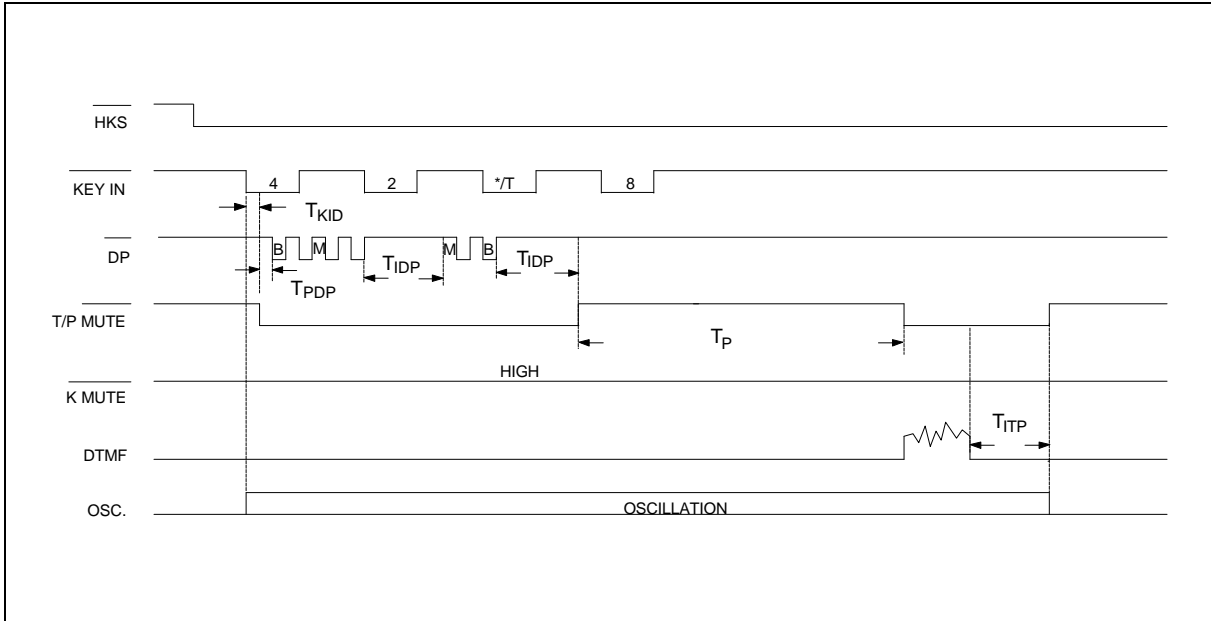 HKS
KEY IN
4
2
*/T
8
TKID
DP
B
M
TIDP
M
B
TIDP
TPDP
T/P MUTE
TP
HIGH
K MUTE
TITP
DTMF
OSC.
OSCILLATION